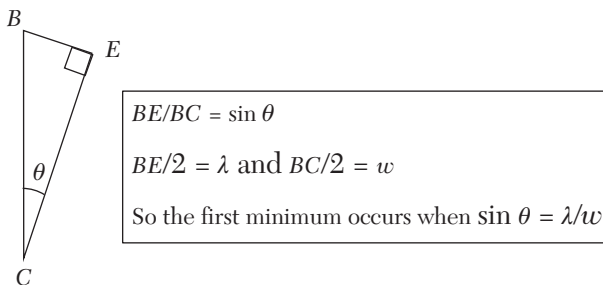 B
E
θ
C
BE/BC = sin θ
BE/2 = λ and BC/2 = w
So the first minimum occurs when sin θ = λ/w